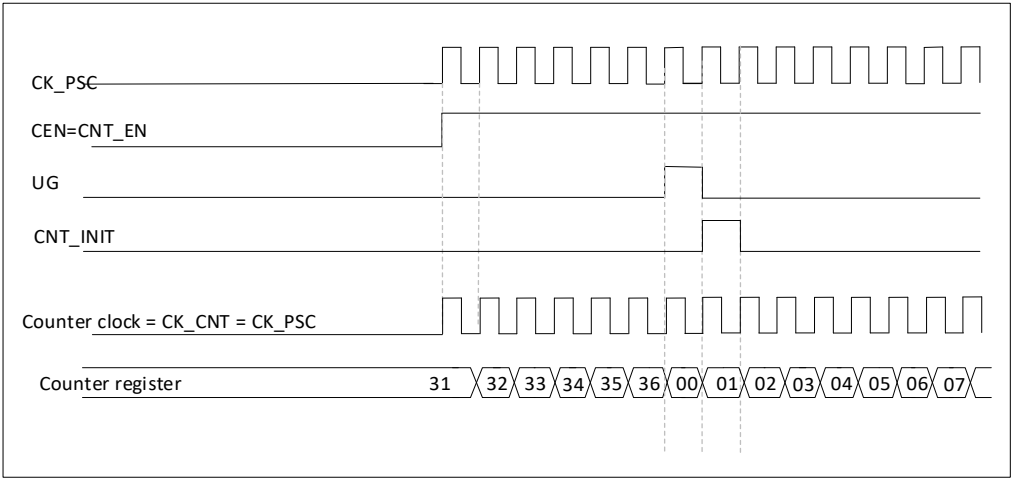 CK_PSC
CEN=CNT_EN
UG
CNT_INIT
Counter clock = CK_CNT = CK_PSC
Counter register 31 32 33 34 35 36 00 01 02 03 04 05 06 07